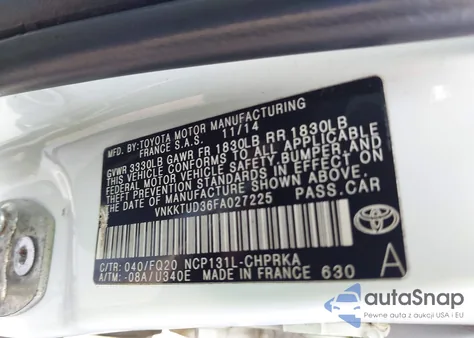 MFD. BY:TOYOTA MOTOR MANUFACTURING
FRANCE S.A.S. 11/14
GVWR 3330LB GAWR FR 1830LB RR 1830LB
THIS VEHICLE CONFORMS TO ALL APPLICABLE
FEDERAL MOTOR VEHICLE SAFETY,BUMPER,AND
THEFT PREVENTION STANDARDS IN EFFECT ON
THE DATE OF MANUFACTURE SHOWN ABOVE.
VNKKTUD36FA027225 PASS.CAR
C/TR: 040/FQ20 NCP131L-CHPRKA
A/TM: -08A/U340E MADE IN FRANCE 630
A
autoSnap
Pewne auta z aukcji USA i EU